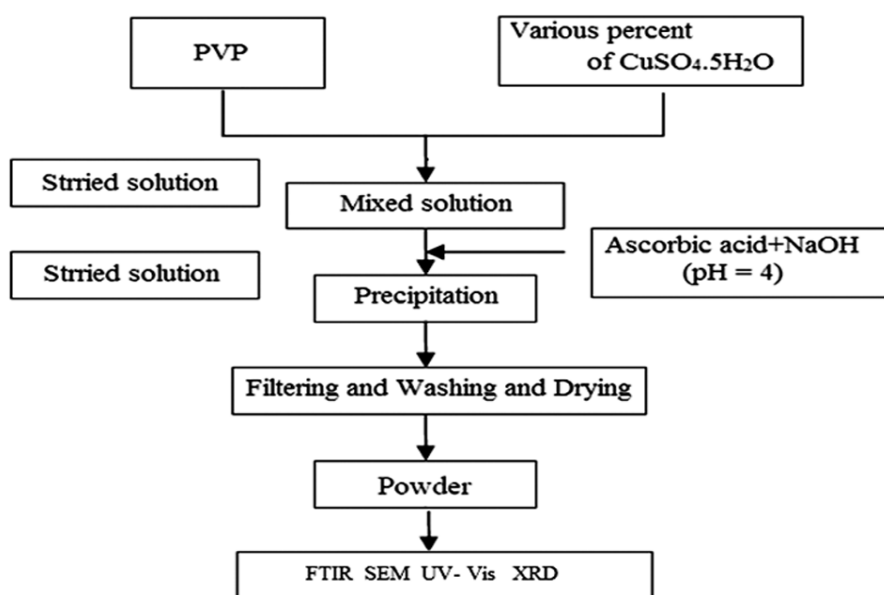 PVP
Various percent
of CuSO₄.5H₂O
Strried solution
Mixed solution
Strried solution
Ascorbic acid+NaOH
(pH = 4)
Precipitation
Filtering and Washing and Drying
Powder
FTIR SEM UV- Vis XRD